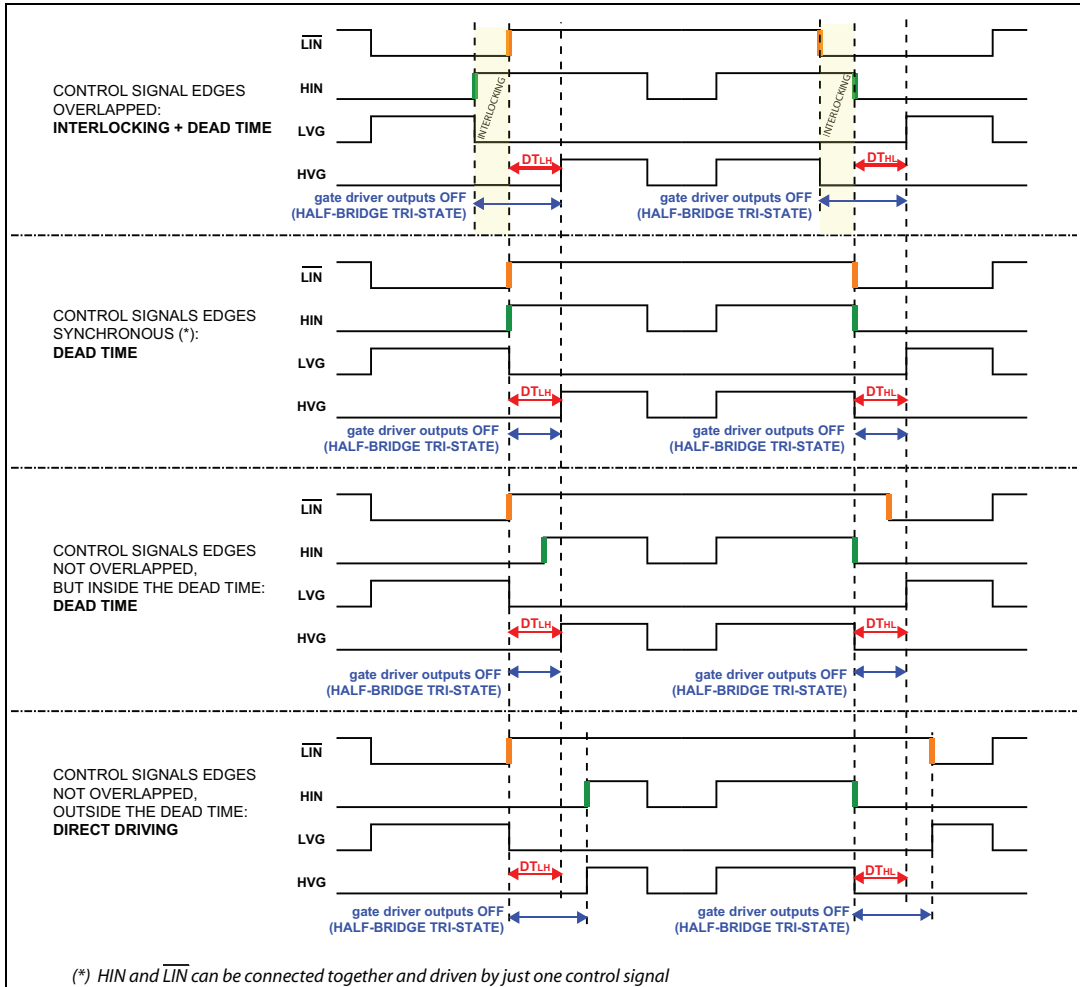 LIN
CONTROL SIGNAL EDGES
OVERLAPPED:
INTERLOCKING + DEAD TIME
HIN
INTERLOCKING
INTERLOCKING
LVG
DTLH
DTHL
HVG
gate driver outputs OFF
(HALF-BRIDGE TRI-STATE)
gate driver outputs OFF
(HALF-BRIDGE TRI-STATE)
LIN
CONTROL SIGNALS EDGES
SYNCHRONOUS (*):
DEAD TIME
HIN
LVG
DTLH
DTHL
HVG
gate driver outputs OFF
(HALF-BRIDGE TRI-STATE)
gate driver outputs OFF
(HALF-BRIDGE TRI-STATE)
LIN
CONTROL SIGNALS EDGES
NOT OVERLAPPED,
BUT INSIDE THE DEAD TIME:
DEAD TIME
HIN
LVG
DTLH
DTHL
HVG
gate driver outputs OFF
(HALF-BRIDGE TRI-STATE)
gate driver outputs OFF
(HALF-BRIDGE TRI-STATE)
LIN
CONTROL SIGNALS EDGES
NOT OVERLAPPED,
OUTSIDE THE DEAD TIME:
DIRECT DRIVING
HIN
LVG
DTLH
DTHL
HVG
gate driver outputs OFF
(HALF-BRIDGE TRI-STATE)
gate driver outputs OFF
(HALF-BRIDGE TRI-STATE)
(*) HIN and LIN can be connected together and driven by just one control signal